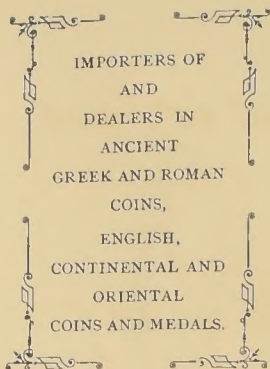 IMPORTERS OF
AND
DEALERS IN
ANCIENT
GREEK AND ROMAN
COINS,
ENGLISH,
CONTINENTAL AND
ORIENTAL
COINS AND MEDALS.